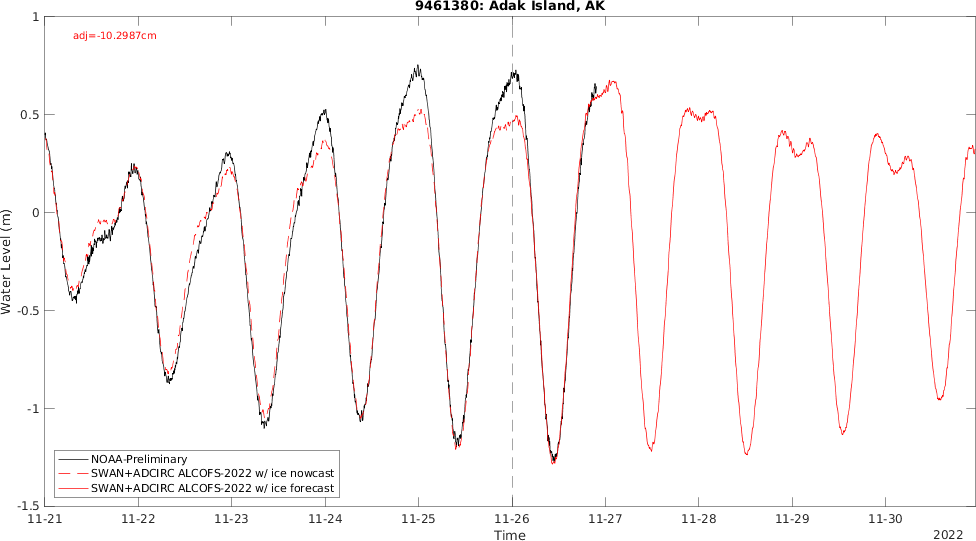 9461380: Adak Island, AK
adj=-10.2987cm
1
0.5
0
-0.5
-1
-1.5
Water Level (m)
NOAA-Preliminary
SWAN+ADCIRC ALCOFS-2022 w/ ice nowcast
SWAN+ADCIRC ALCOFS-2022 w/ ice forecast
11-21 11-22 11-23 11-24 11-25 11-26 11-27 11-28 11-29 11-30
Time
2022